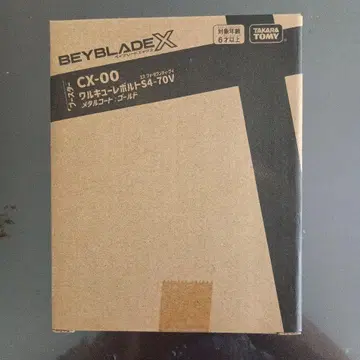 BEYBLADE X
ブースター
CX-00
ワルキューレボルトS4-70V
メタルコート:ゴールド
対象年齢
6才以上
TAKARA
TOMY